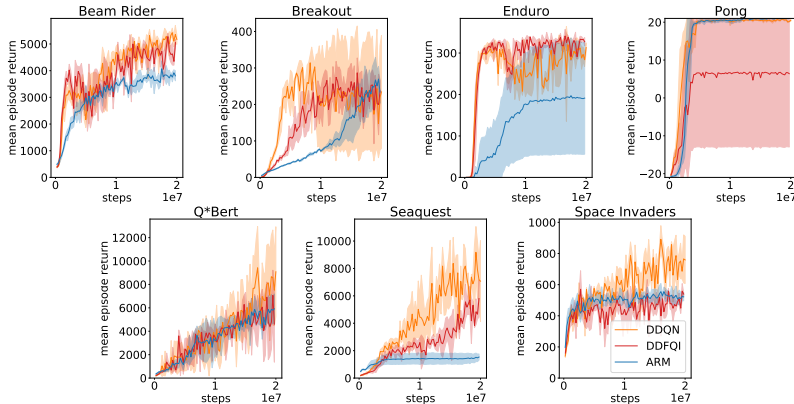 Beam Rider
mean episode return
5000
4000
3000
2000
1000
0
0
1
2
steps
1e7
Breakout
mean episode return
400
300
200
100
0
0
1
2
steps
1e7
Enduro
mean episode return
300
200
100
0
0
1
2
steps
1e7
Pong
mean episode return
20
10
0
−10
−20
0
1
2
steps
1e7
Q*Bert
mean episode return
12000
10000
8000
6000
4000
2000
0
0
1
2
steps
1e7
Seaquest
mean episode return
10000
8000
6000
4000
2000
0
0
1
2
steps
1e7
Space Invaders
mean episode return
1000
800
600
400
200
0
0
1
2
steps
1e7
DDQN
DDFQI
ARM